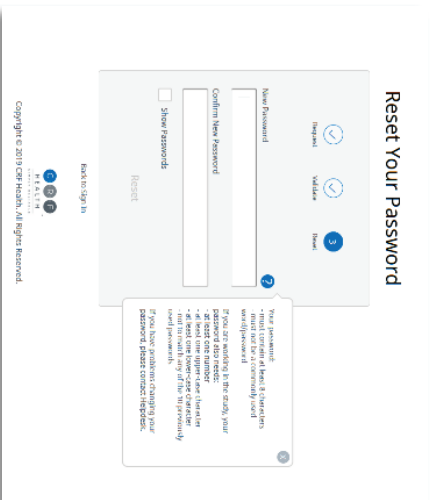 Reset Your Password
Request
Validate
3
Reset
New Password
?
Confirm New Password
Show Passwords
Reset
Your password:
- must contain at least 8 characters
- must not be a commonly used
word/password
If you are working in the study, your
password also needs:
- at least one number
- at least one upper-case character
- at least one lower-case character
- not to match any of the 10 previously
used passwords
If you have problems changing your
password, please contact Helpdesk.
X
Back to Sign In
CRF
HEALTH
Copyright © 2019 CRF Health. All Rights Reserved.